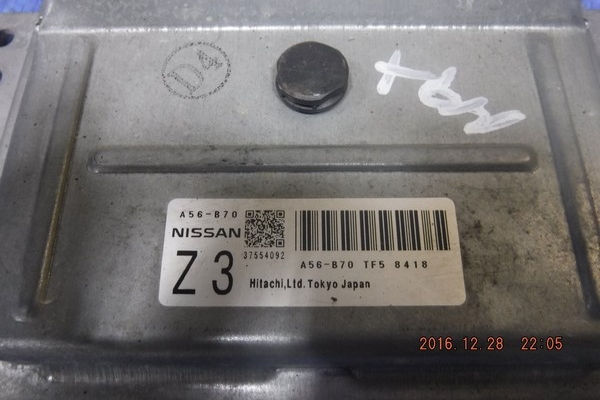 D4
A56-B70
NISSAN
37554092
Z3
A56-B70 TF5 8418
Hitachi,Ltd.Tokyo Japan
2016.12.28 22:05